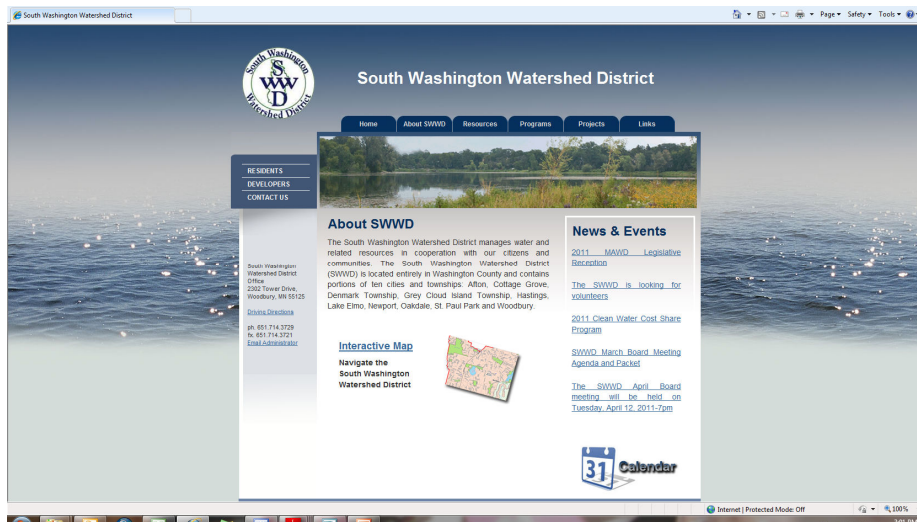 South Washington Watershed District
Page
Safety
Tools
South Washington
SWWD
Watershed District
South Washington Watershed District
Home
About SWWD
Resources
Programs
Projects
Links
RESIDENTS
DEVELOPERS
CONTACT US
South Washington
Watershed District
Office
2302 Tower Drive,
Woodbury, MN 55125
Driving Directions
ph. 651.714.3729
fx. 651.714.3721
Email Administrator
About SWWD
The South Washington Watershed District manages water and
related resources in cooperation with our citizens and
communities. The South Washington Watershed District
(SWWD) is located entirely in Washington County and contains
portions of ten cities and townships: Afton, Cottage Grove,
Denmark Township, Grey Cloud Island Township, Hastings,
Lake Elmo, Newport, Oakdale, St. Paul Park and Woodbury.
Interactive Map
Navigate the
South Washington
Watershed District
News & Events
2011 MAWD Legislative
Reception
The SWWD is looking for
volunteers
2011 Clean Water Cost Share
Program
SWWD March Board Meeting
Agenda and Packet
The SWWD April Board
meeting will be held on
Tuesday, April 12, 2011-7pm
31 Calendar
Internet | Protected Mode: Off
100%